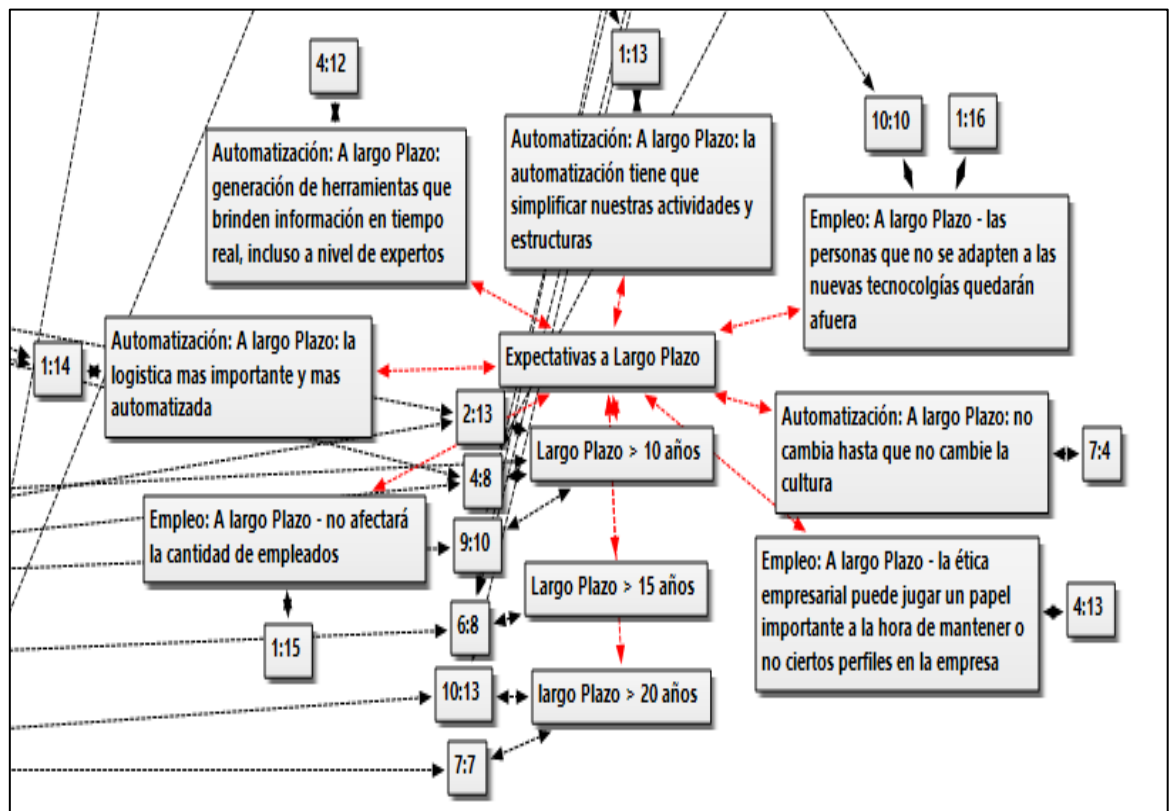 4:12
1:13
10:10
1:16
Automatización: A largo Plazo:
generación de herramientas que
brinden información en tiempo
real, incluso a nivel de expertos
Automatización: A largo Plazo: la
automatización tiene que
simplificar nuestras actividades y
estructuras
Empleo: A largo Plazo - las
personas que no se adapten a las
nuevas tecnocolgías quedarán
afuera
1:14
Automatización: A largo Plazo: la
logistica mas importante y mas
automatizada
Expectativas a Largo Plazo
2:13
Largo Plazo > 10 años
4:8
9:10
Automatización: A largo Plazo: no
cambia hasta que no cambie la
cultura
7:4
Empleo: A largo Plazo - no afectará
la cantidad de empleados
1:15
6:8
Largo Plazo > 15 años
Empleo: A largo Plazo - la ética
empresarial puede jugar un papel
importante a la hora de mantener o
no ciertos perfiles en la empresa
4:13
10:13
largo Plazo > 20 años
7:7